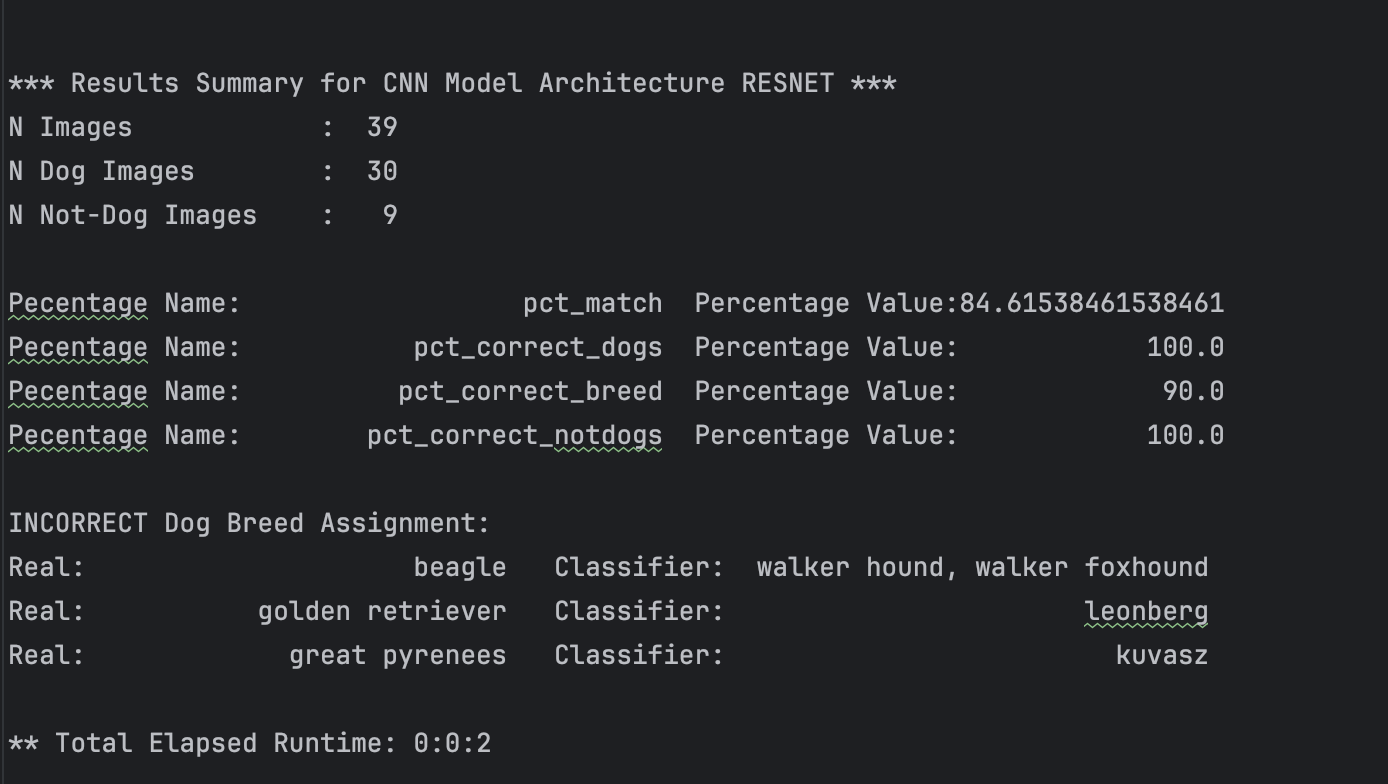 *** Results Summary for CNN Model Architecture RESNET ***
N Images            :  39
N Dog Images        :  30
N Not-Dog Images    :   9
Pecentage Name:                  pct_match  Percentage Value:84.61538461538461
Pecentage Name:           pct_correct_dogs  Percentage Value:            100.0
Pecentage Name:          pct_correct_breed  Percentage Value:             90.0
Pecentage Name:        pct_correct_notdogs  Percentage Value:            100.0
INCORRECT Dog Breed Assignment:
Real:                     beagle   Classifier:  walker hound, walker foxhound
Real:           golden retriever   Classifier:                       leonberg
Real:             great pyrenees   Classifier:                         kuvasz
** Total Elapsed Runtime: 0:0:2